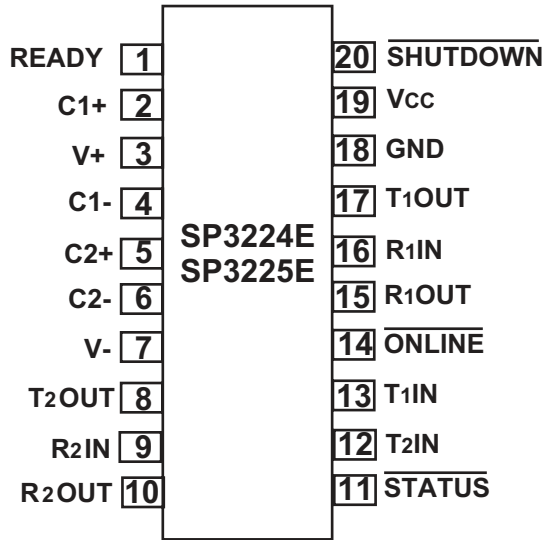 READY 1
C1+ 2
V+ 3
C1- 4
C2+ 5
C2- 6
V- 7
T2OUT 8
R2IN 9
R2OUT 10
SP3224E
SP3225E
20 SHUTDOWN
19 VCC
18 GND
17 T1OUT
16 R1IN
15 R1OUT
14 ONLINE
13 T1IN
12 T2IN
11 STATUS